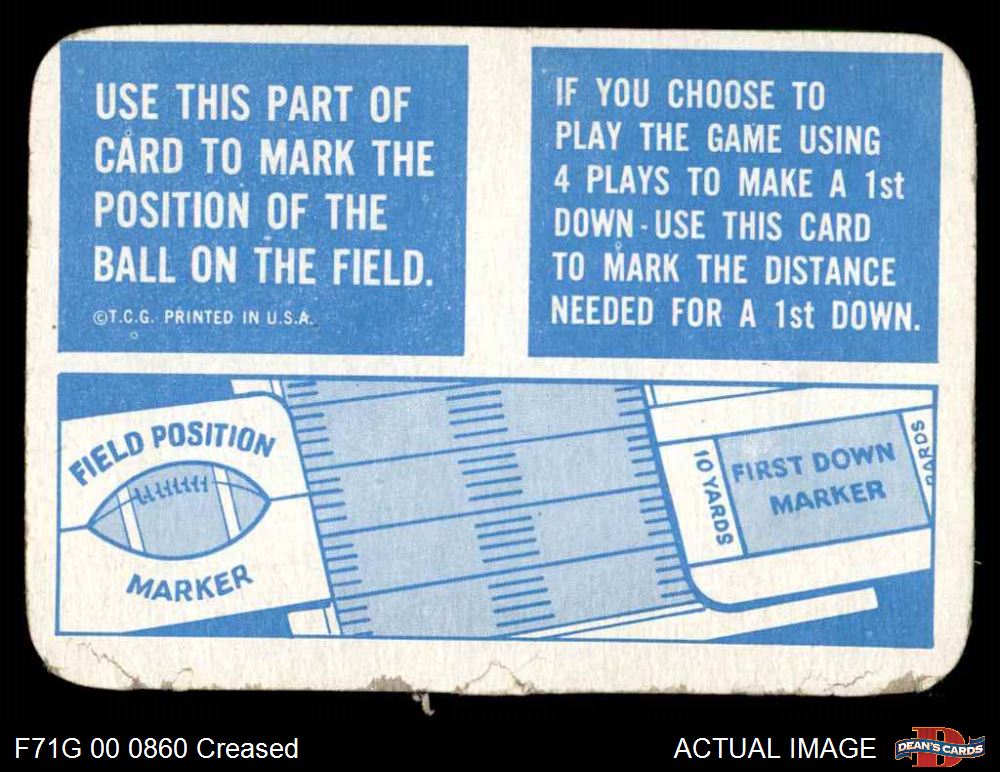 USE THIS PART OF
CARD TO MARK THE
POSITION OF THE
BALL ON THE FIELD.
©T.C.G. PRINTED IN U.S.A.
IF YOU CHOOSE TO
PLAY THE GAME USING
4 PLAYS TO MAKE A 1st
DOWN-USE THIS CARD
TO MARK THE DISTANCE
NEEDED FOR A 1st DOWN.
FIELD POSITION
MARKER
10 YARDS
FIRST DOWN
MARKER
F71G 00 0860 Creased
ACTUAL IMAGE
DEAN'S CARDS